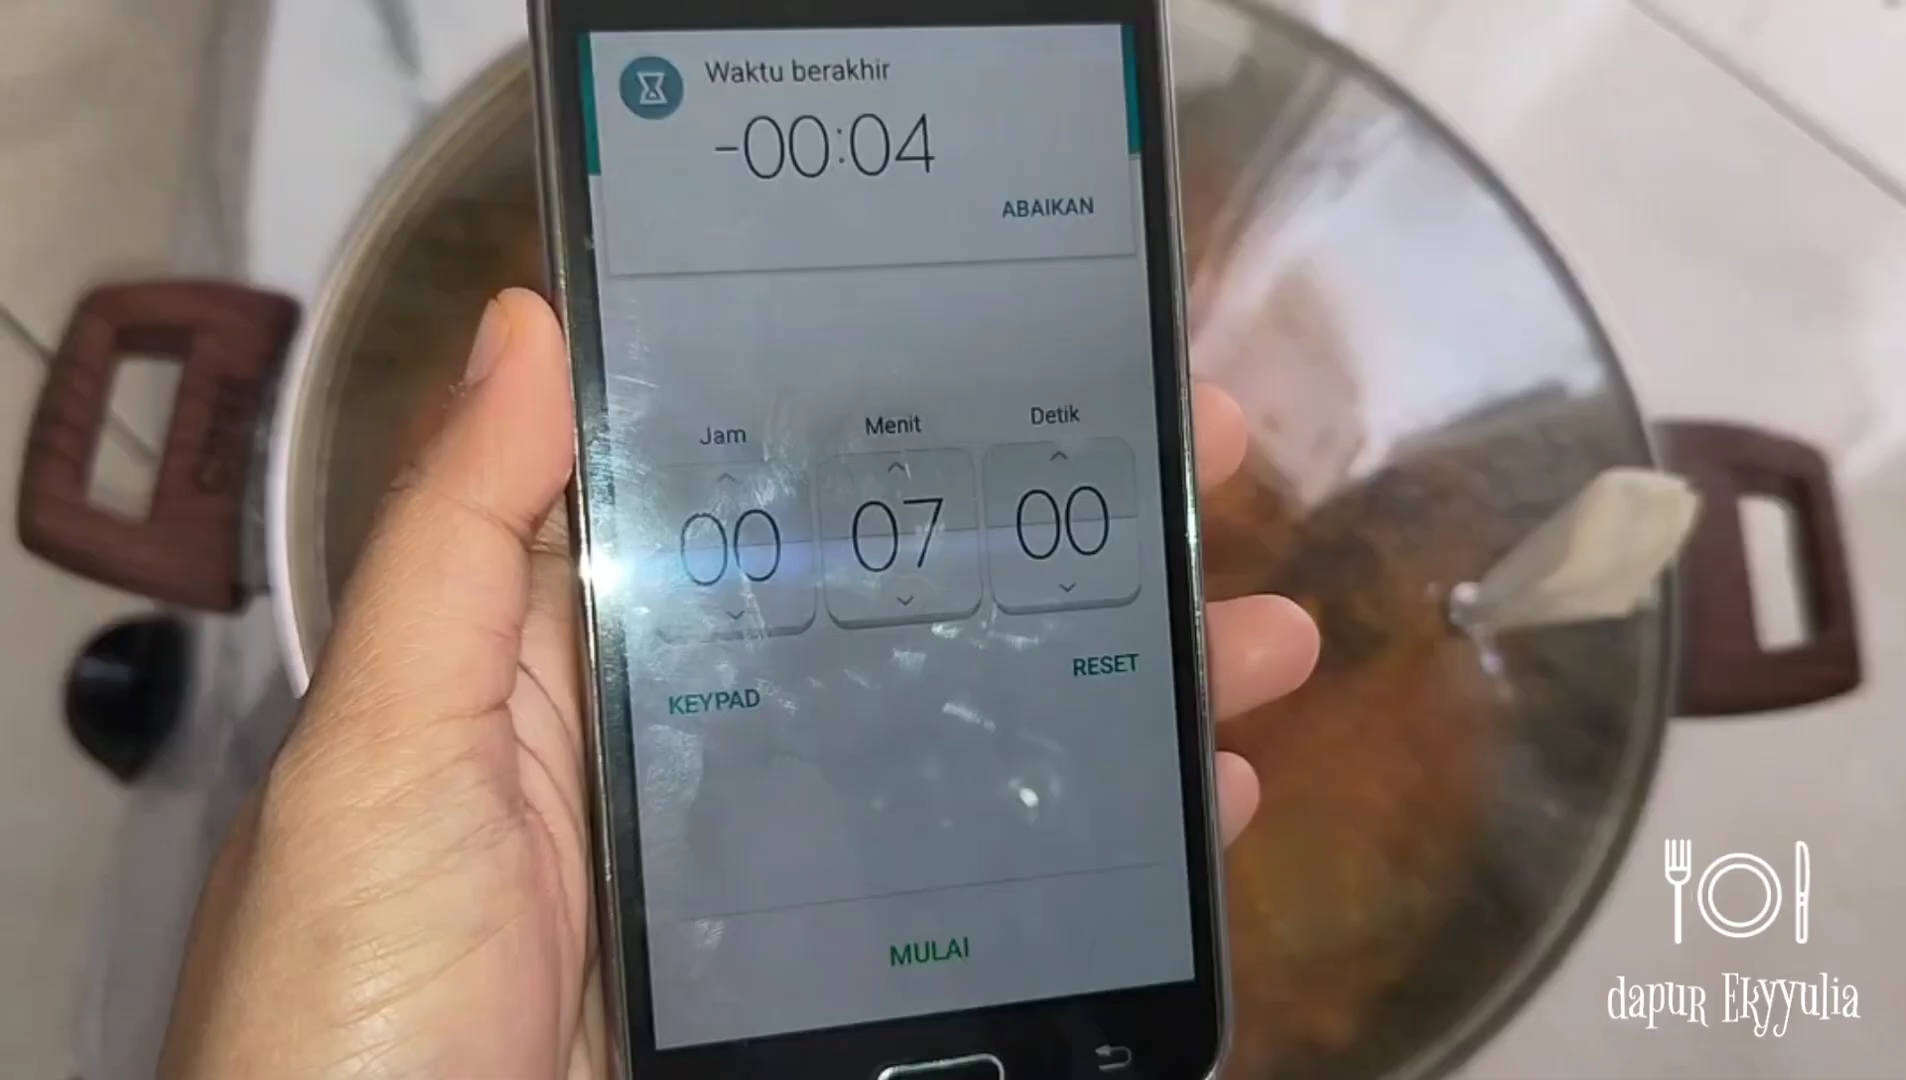 Waktu berakhir
-00:04
ABAIKAN
Jam Menit Detik
00 07 00
KEYPAD RESET
MULAI
dapur Ekyyulia